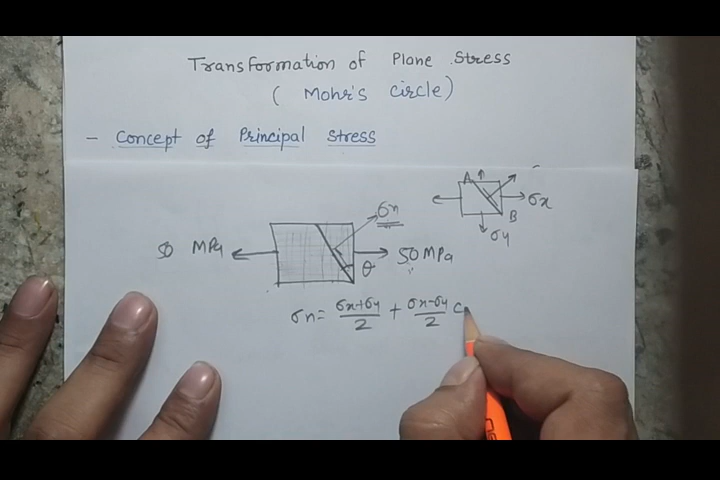 Transformation of Plane Stress
( Mohr's Circle)
- Concept of Principal Stress
A
B
σx
σy
σn
50 MPa
50 MPa
θ
σn = σx+σy/2 + σx-σy/2 c